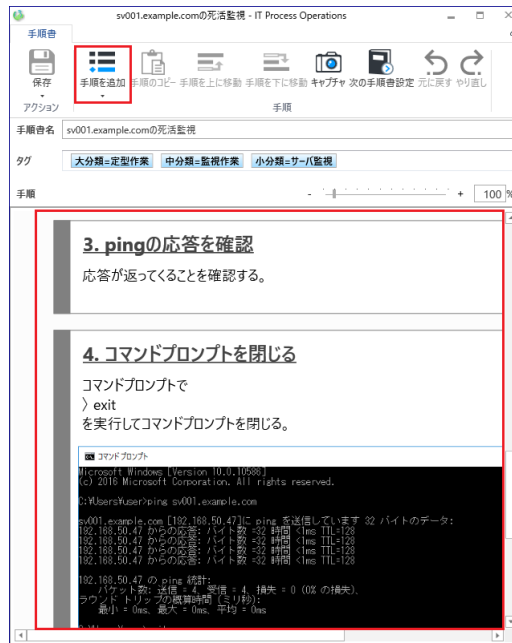 sv001.example.comの死活監視 - IT Process Operations
手順書
保存
手順を追加
手順のコピー
手順を上に移動
手順を下に移動
キャプチャ
次の手順書設定
元に戻す
やり直し
アクション
手順
手順書名 sv001.example.comの死活監視
タグ 大分類=定型作業 中分類=監視作業 小分類=サーバ監視
手順 - + 100 %
3. pingの応答を確認
応答が返ってくることを確認する。
4. コマンドプロンプトを閉じる
コマンドプロンプトで
〉exit
を実行してコマンドプロンプトを閉じる。
コマンドプロンプト
Microsoft Windows [Version 10.0.10586]
(c) 2016 Microsoft Corporation. All rights reserved.
C:¥Users¥user>ping sv001.example.com
sv001.example.com [192.168.50.47]に ping を送信しています 32 バイトのデータ:
192.168.50.47 からの応答: バイト数 =32 時間 <1ms TTL=128
192.168.50.47 からの応答: バイト数 =32 時間 <1ms TTL=128
192.168.50.47 からの応答: バイト数 =32 時間 <1ms TTL=128
192.168.50.47 からの応答: バイト数 =32 時間 <1ms TTL=128
192.168.50.47 の ping 統計:
パケット数: 送信 = 4、受信 = 4、損失 = 0 (0% の損失)、
ラウンド トリップの概算時間 (ミリ秒):
最小 = 0ms、最大 = 0ms、平均 = 0ms